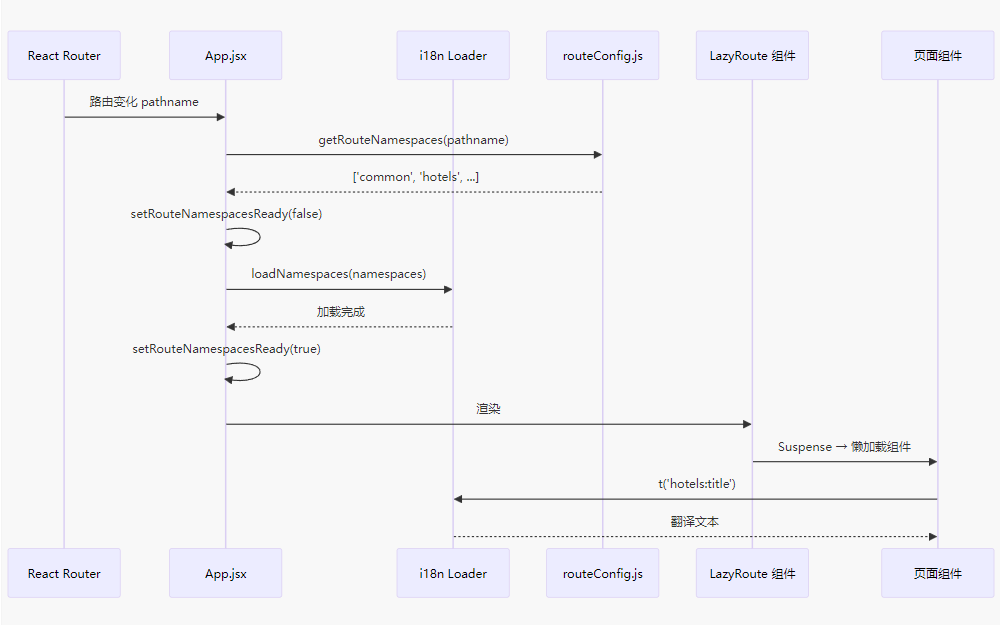 React Router
App.jsx
i18n Loader
routeConfig.js
LazyRoute 组件
页面组件
路由变化 pathname
getRouteNamespaces(pathname)
['common', 'hotels', ...]
setRouteNamespacesReady(false)
loadNamespaces(namespaces)
加载完成
setRouteNamespacesReady(true)
渲染
Suspense → 懒加载组件
t('hotels:title')
翻译文本
React Router
App.jsx
i18n Loader
routeConfig.js
LazyRoute 组件
页面组件